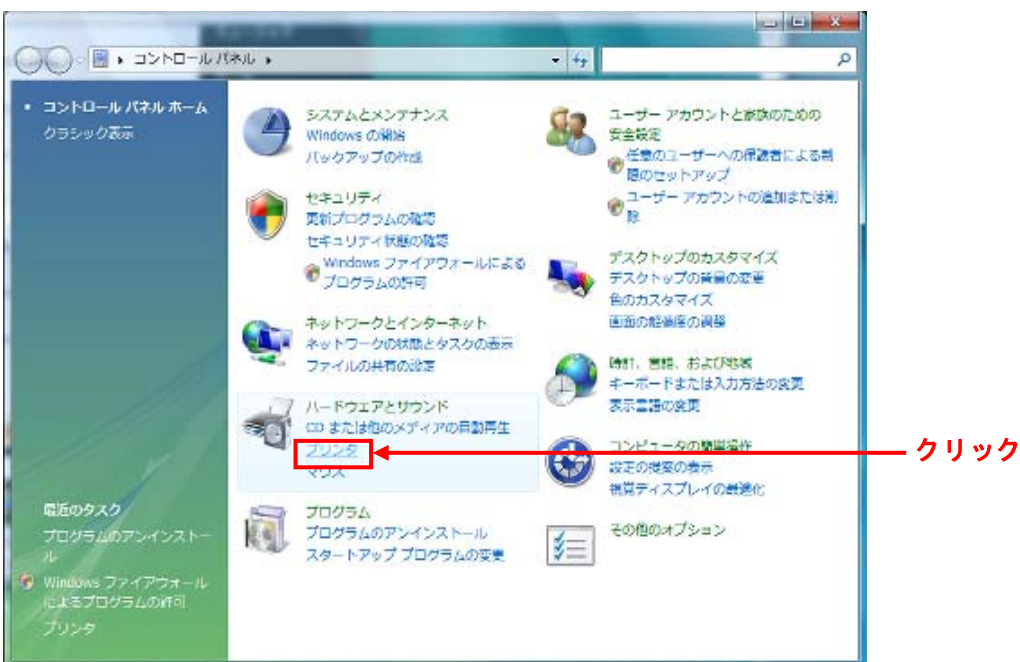 コントロール パネル
コントロール パネル ホーム
クラシック表示
最近のタスク
プログラムのアンインストー
ル
Windows ファイアウォール
によるプログラムの許可
プリンタ
システムとメンテナンス
Windows の開始
バックアップの作成
セキュリティ
更新プログラムの確認
セキュリティ状態の確認
Windows ファイアウォールによる
プログラムの許可
ネットワークとインターネット
ネットワークの状態とタスクの表示
ファイルの共有の設定
ハードウェアとサウンド
CD または他のメディアの自動再生
プリンタ
マウス
プログラム
プログラムのアンインストール
スタートアップ プログラムの変更
ユーザー アカウントと家族のための
安全設定
任意のユーザーへの保護者による制
限のセットアップ
ユーザー アカウントの追加または削
除
デスクトップのカスタマイズ
デスクトップの背景の変更
色のカスタマイズ
画面の解像度の調整
時計、言語、および地域
キーボードまたは入力方法の変更
表示言語の変更
コンピュータの簡単操作
設定の提案の表示
視覚ディスプレイの最適化
その他のオプション
クリック